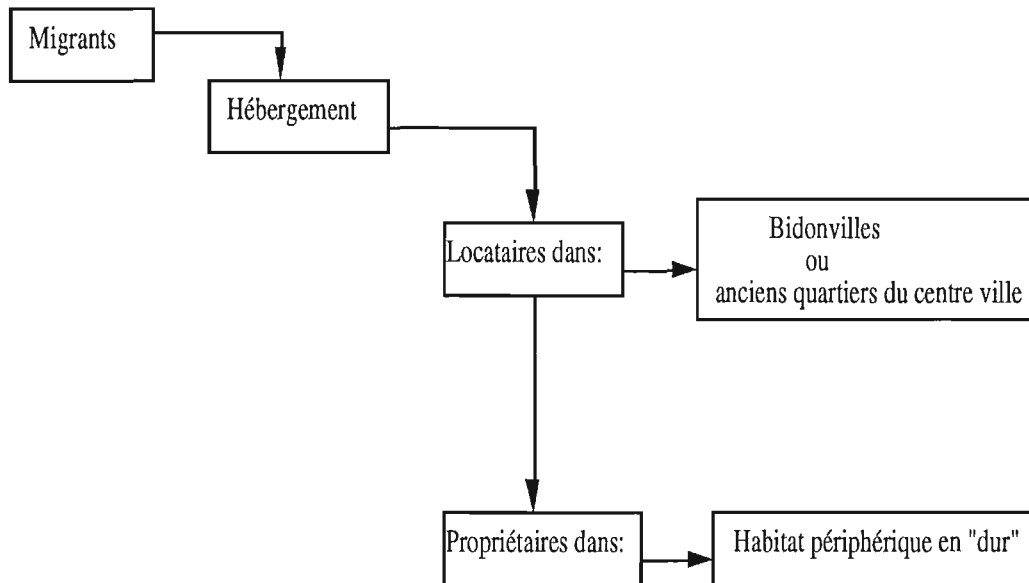 Migrants
Hébergement
Locataires dans:
Bidonvilles
ou
anciens quartiers du centre ville
Propriétaires dans:
Habitat périphérique en "dur"